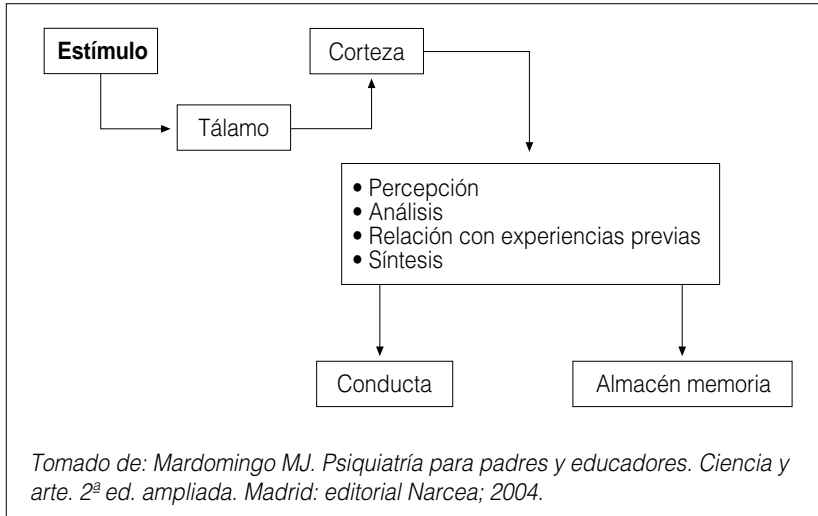 Estímulo
Corteza
Tálamo
• Percepción
• Análisis
• Relación con experiencias previas
• Síntesis
Conducta
Almacén memoria
Tomado de: Mardomingo MJ. Psiquiatría para padres y educadores. Ciencia y
arte. 2ª ed. ampliada. Madrid: editorial Narcea; 2004.